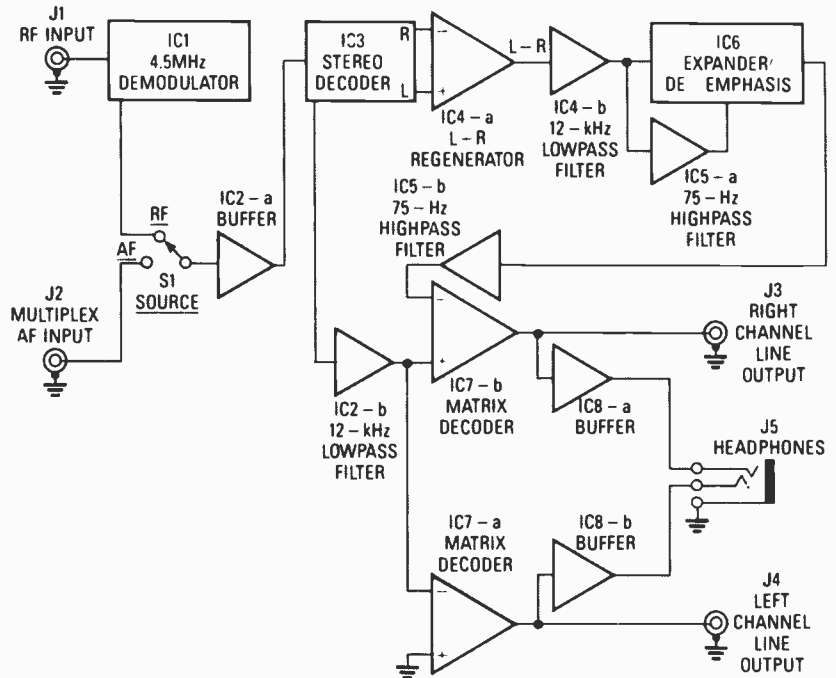 J1
RF INPUT
IC1
4.5MHz
DEMODULATOR
IC3
STEREO
DECODER
R
L
−
+
IC4-a
L-R
REGENERATOR
L-R
IC4-b
12-kHz
LOWPASS
FILTER
IC6
EXPANDER/
DE EMPHASIS
IC5-a
75-Hz
HIGHPASS
FILTER
IC2-a
BUFFER
RF
AF
S1
SOURCE
J2
MULTIPLEX
AF INPUT
IC5-b
75-Hz
HIGHPASS
FILTER
−
+
IC7-b
MATRIX
DECODER
IC2-b
12-kHz
LOWPASS
FILTER
IC8-a
BUFFER
J3
RIGHT
CHANNEL
LINE
OUTPUT
J5
HEADPHONES
IC7-a
MATRIX
DECODER
−
+
IC8-b
BUFFER
J4
LEFT
CHANNEL
LINE
OUTPUT